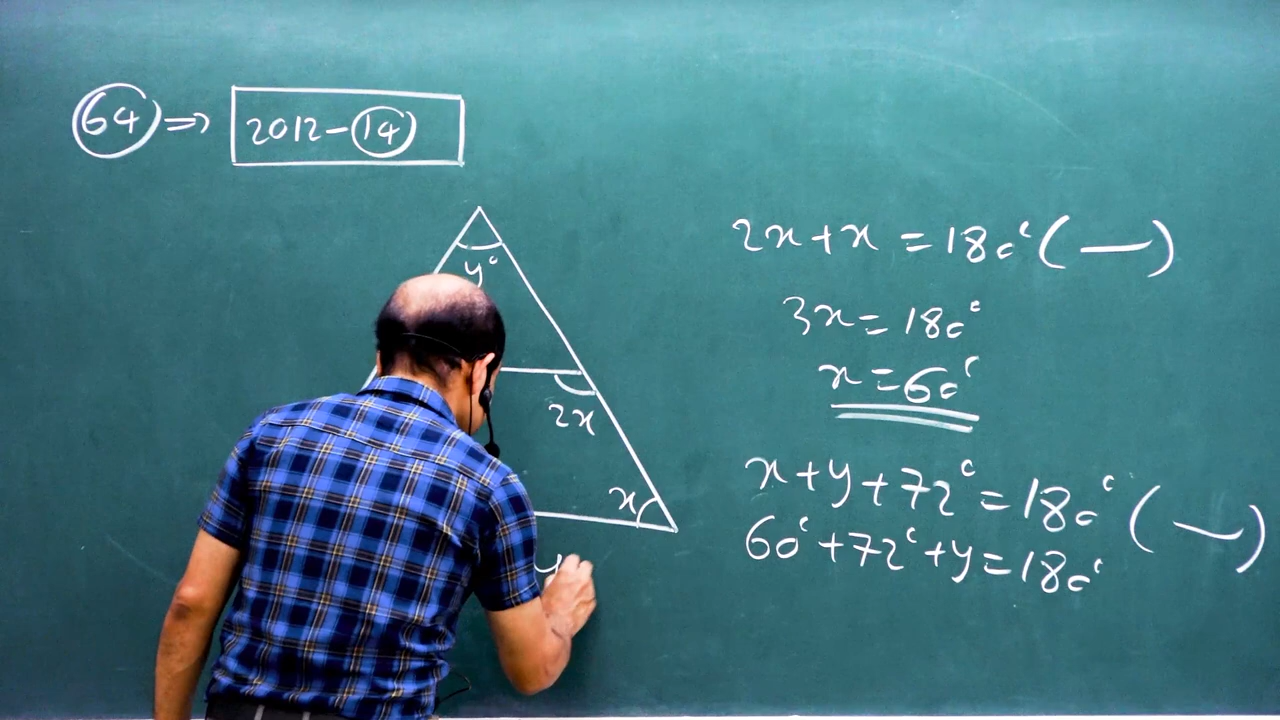 64 ⇒ 2012-14
y°
2x
x
y
2x+x = 180° (—)
3x = 180°
x = 60°
x+y+72° = 180° (—)
60°+72°+y = 180°